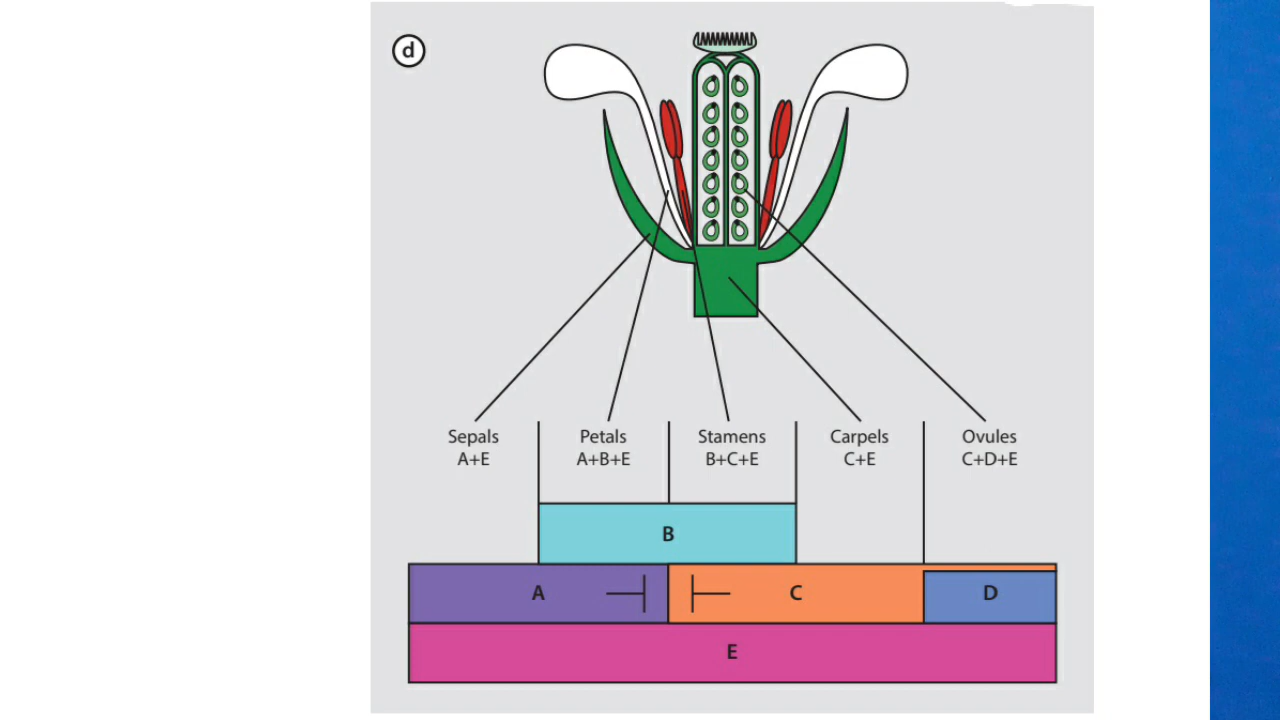 d
Sepals
A+E
Petals
A+B+E
Stamens
B+C+E
Carpels
C+E
Ovules
C+D+E
B
A
C
D
E